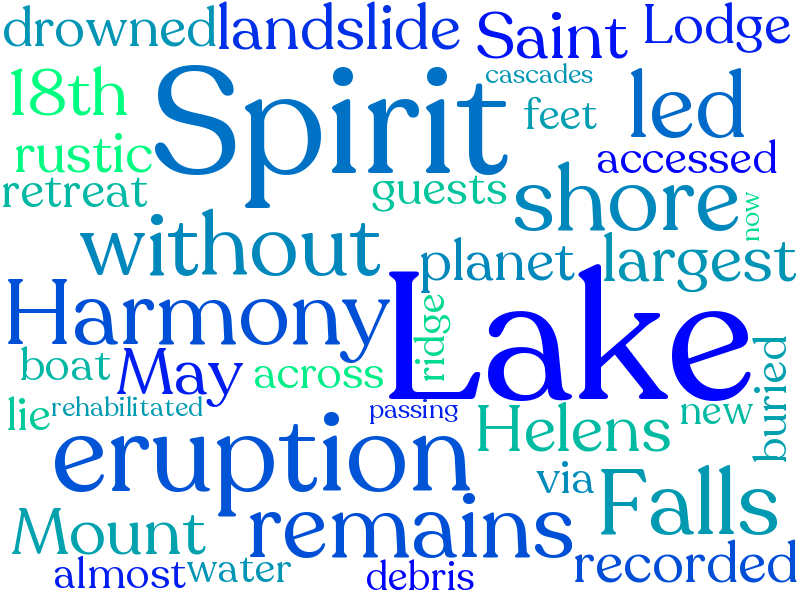 drowned
landslide
Saint
Lodge
cascades
18th
Spirit
feet
led
rustic
accessed
retreat
guests
shore
now
without
planet
largest
Harmony
Lake
ridge
boat
May
across
buried
lie
rehabilitated
passing
Helens
new
eruption
via
Falls
Mount
remains
recorded
almost
water
debris